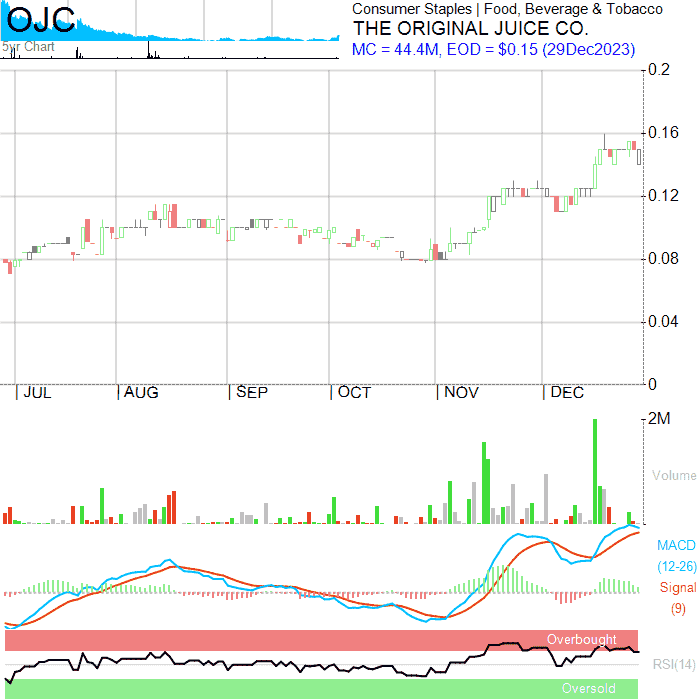 OJC
5yr Chart
Consumer Staples | Food, Beverage & Tobacco
THE ORIGINAL JUICE CO.
MC = 44.4M, EOD = $0.15 (29Dec2023)
0.2
0.16
0.12
0.08
0.04
0
| JUL | AUG | SEP | OCT | NOV | DEC
2M
Volume
MACD
(12-26)
Signal
(9)
Overbought
RSI(14)
Oversold